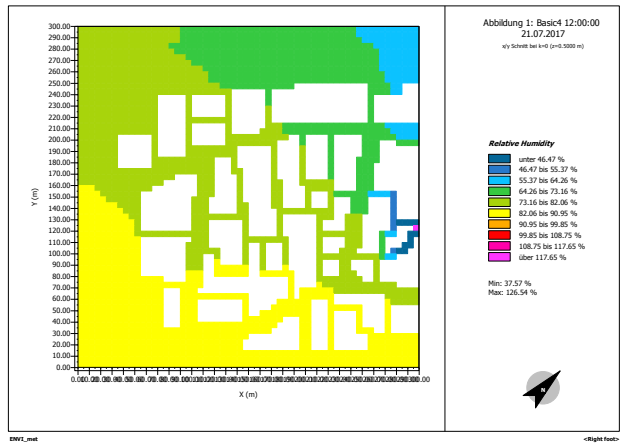 Abbildung 1: Basic4 12:00:00
21.07.2017
x/y Schnitt bei k=0 (z=0.5000 m)
300.00
290.00
280.00
270.00
260.00
250.00
240.00
230.00
220.00
210.00
200.00
190.00
180.00
170.00
160.00
150.00
140.00
130.00
120.00
110.00
100.00
90.00
80.00
70.00
60.00
50.00
40.00
30.00
20.00
10.00
0.00
Y (m)
X (m)
Relative Humidity
unter 46.47 %
46.47 bis 55.37 %
55.37 bis 64.26 %
64.26 bis 73.16 %
73.16 bis 82.06 %
82.06 bis 90.95 %
90.95 bis 99.85 %
99.85 bis 108.75 %
108.75 bis 117.65 %
über 117.65 %
Min: 37.57 %
Max: 126.54 %
N
ENVI_met
<Right foot>